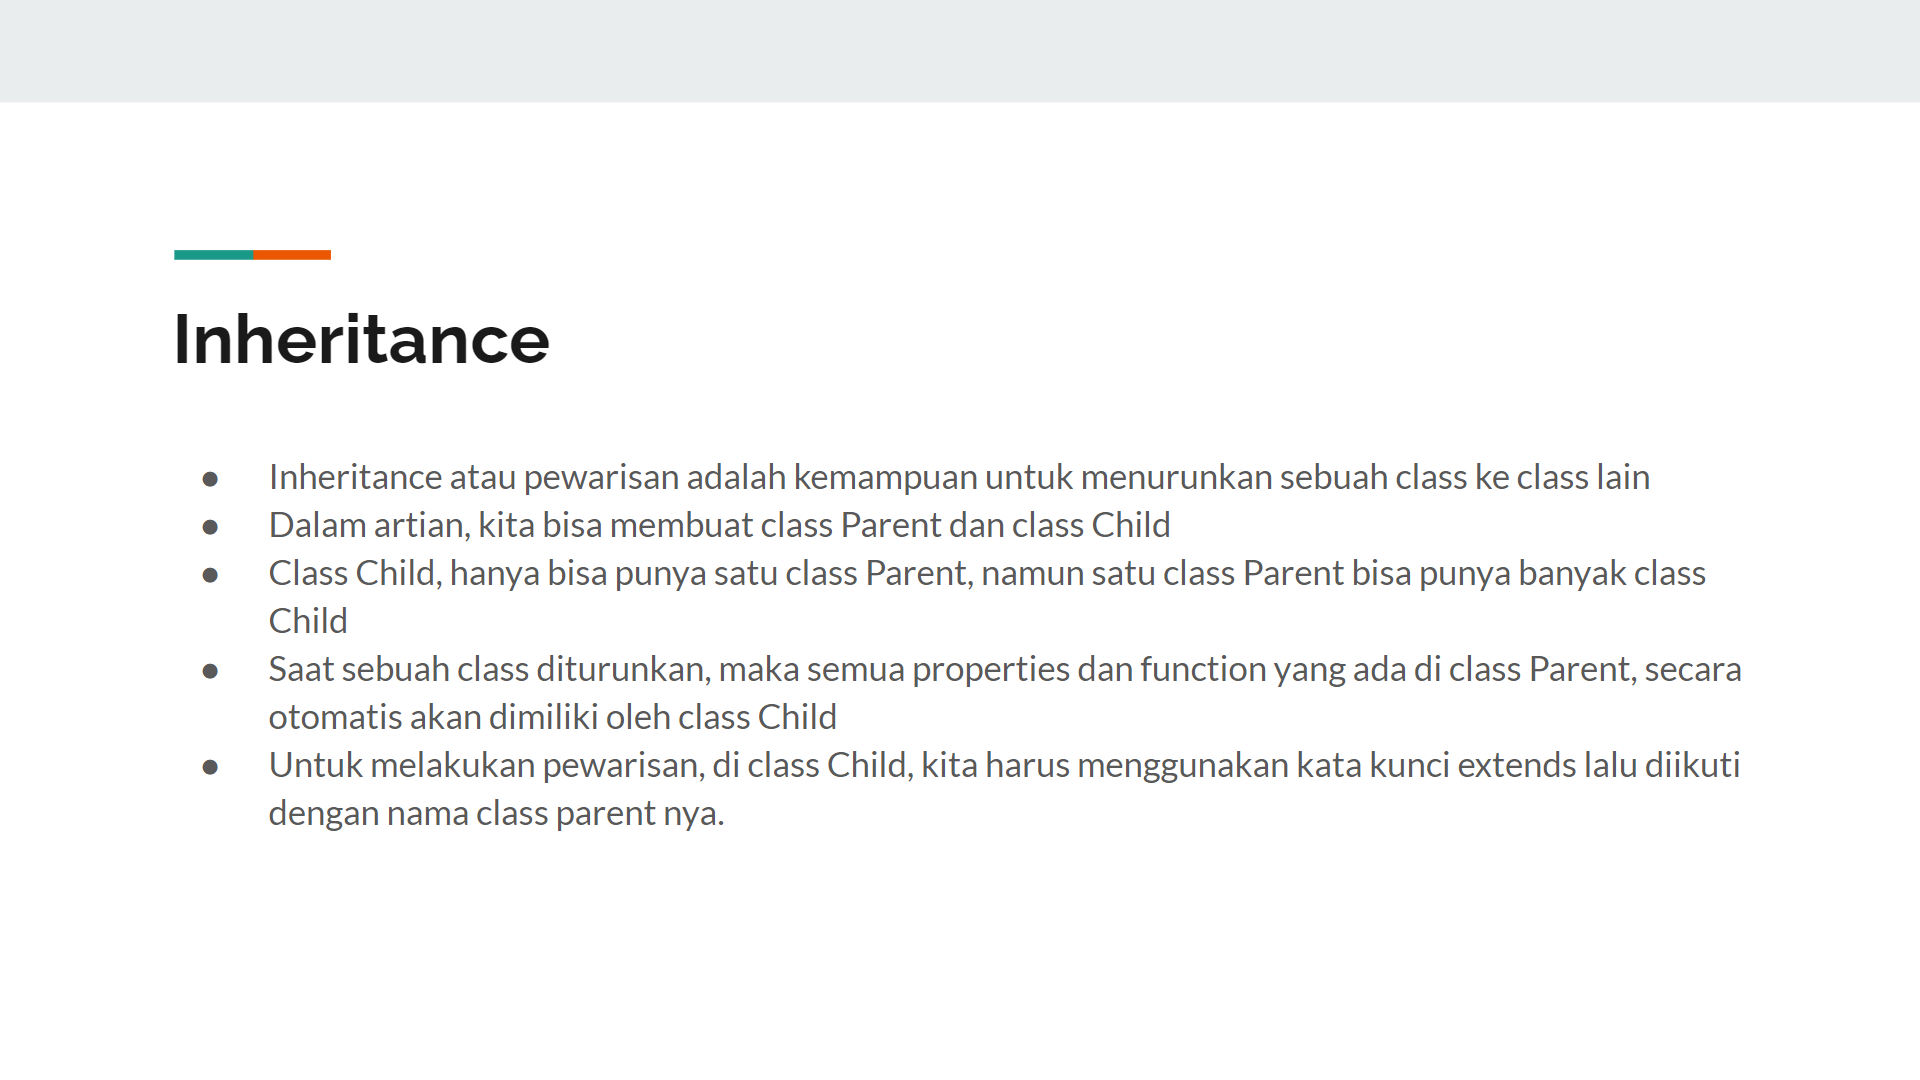 Inheritance
● Inheritance atau pewarisan adalah kemampuan untuk menurunkan sebuah class ke class lain
● Dalam artian, kita bisa membuat class Parent dan class Child
● Class Child, hanya bisa punya satu class Parent, namun satu class Parent bisa punya banyak class
Child
● Saat sebuah class diturunkan, maka semua properties dan function yang ada di class Parent, secara
otomatis akan dimiliki oleh class Child
● Untuk melakukan pewarisan, di class Child, kita harus menggunakan kata kunci extends lalu diikuti
dengan nama class parent nya.